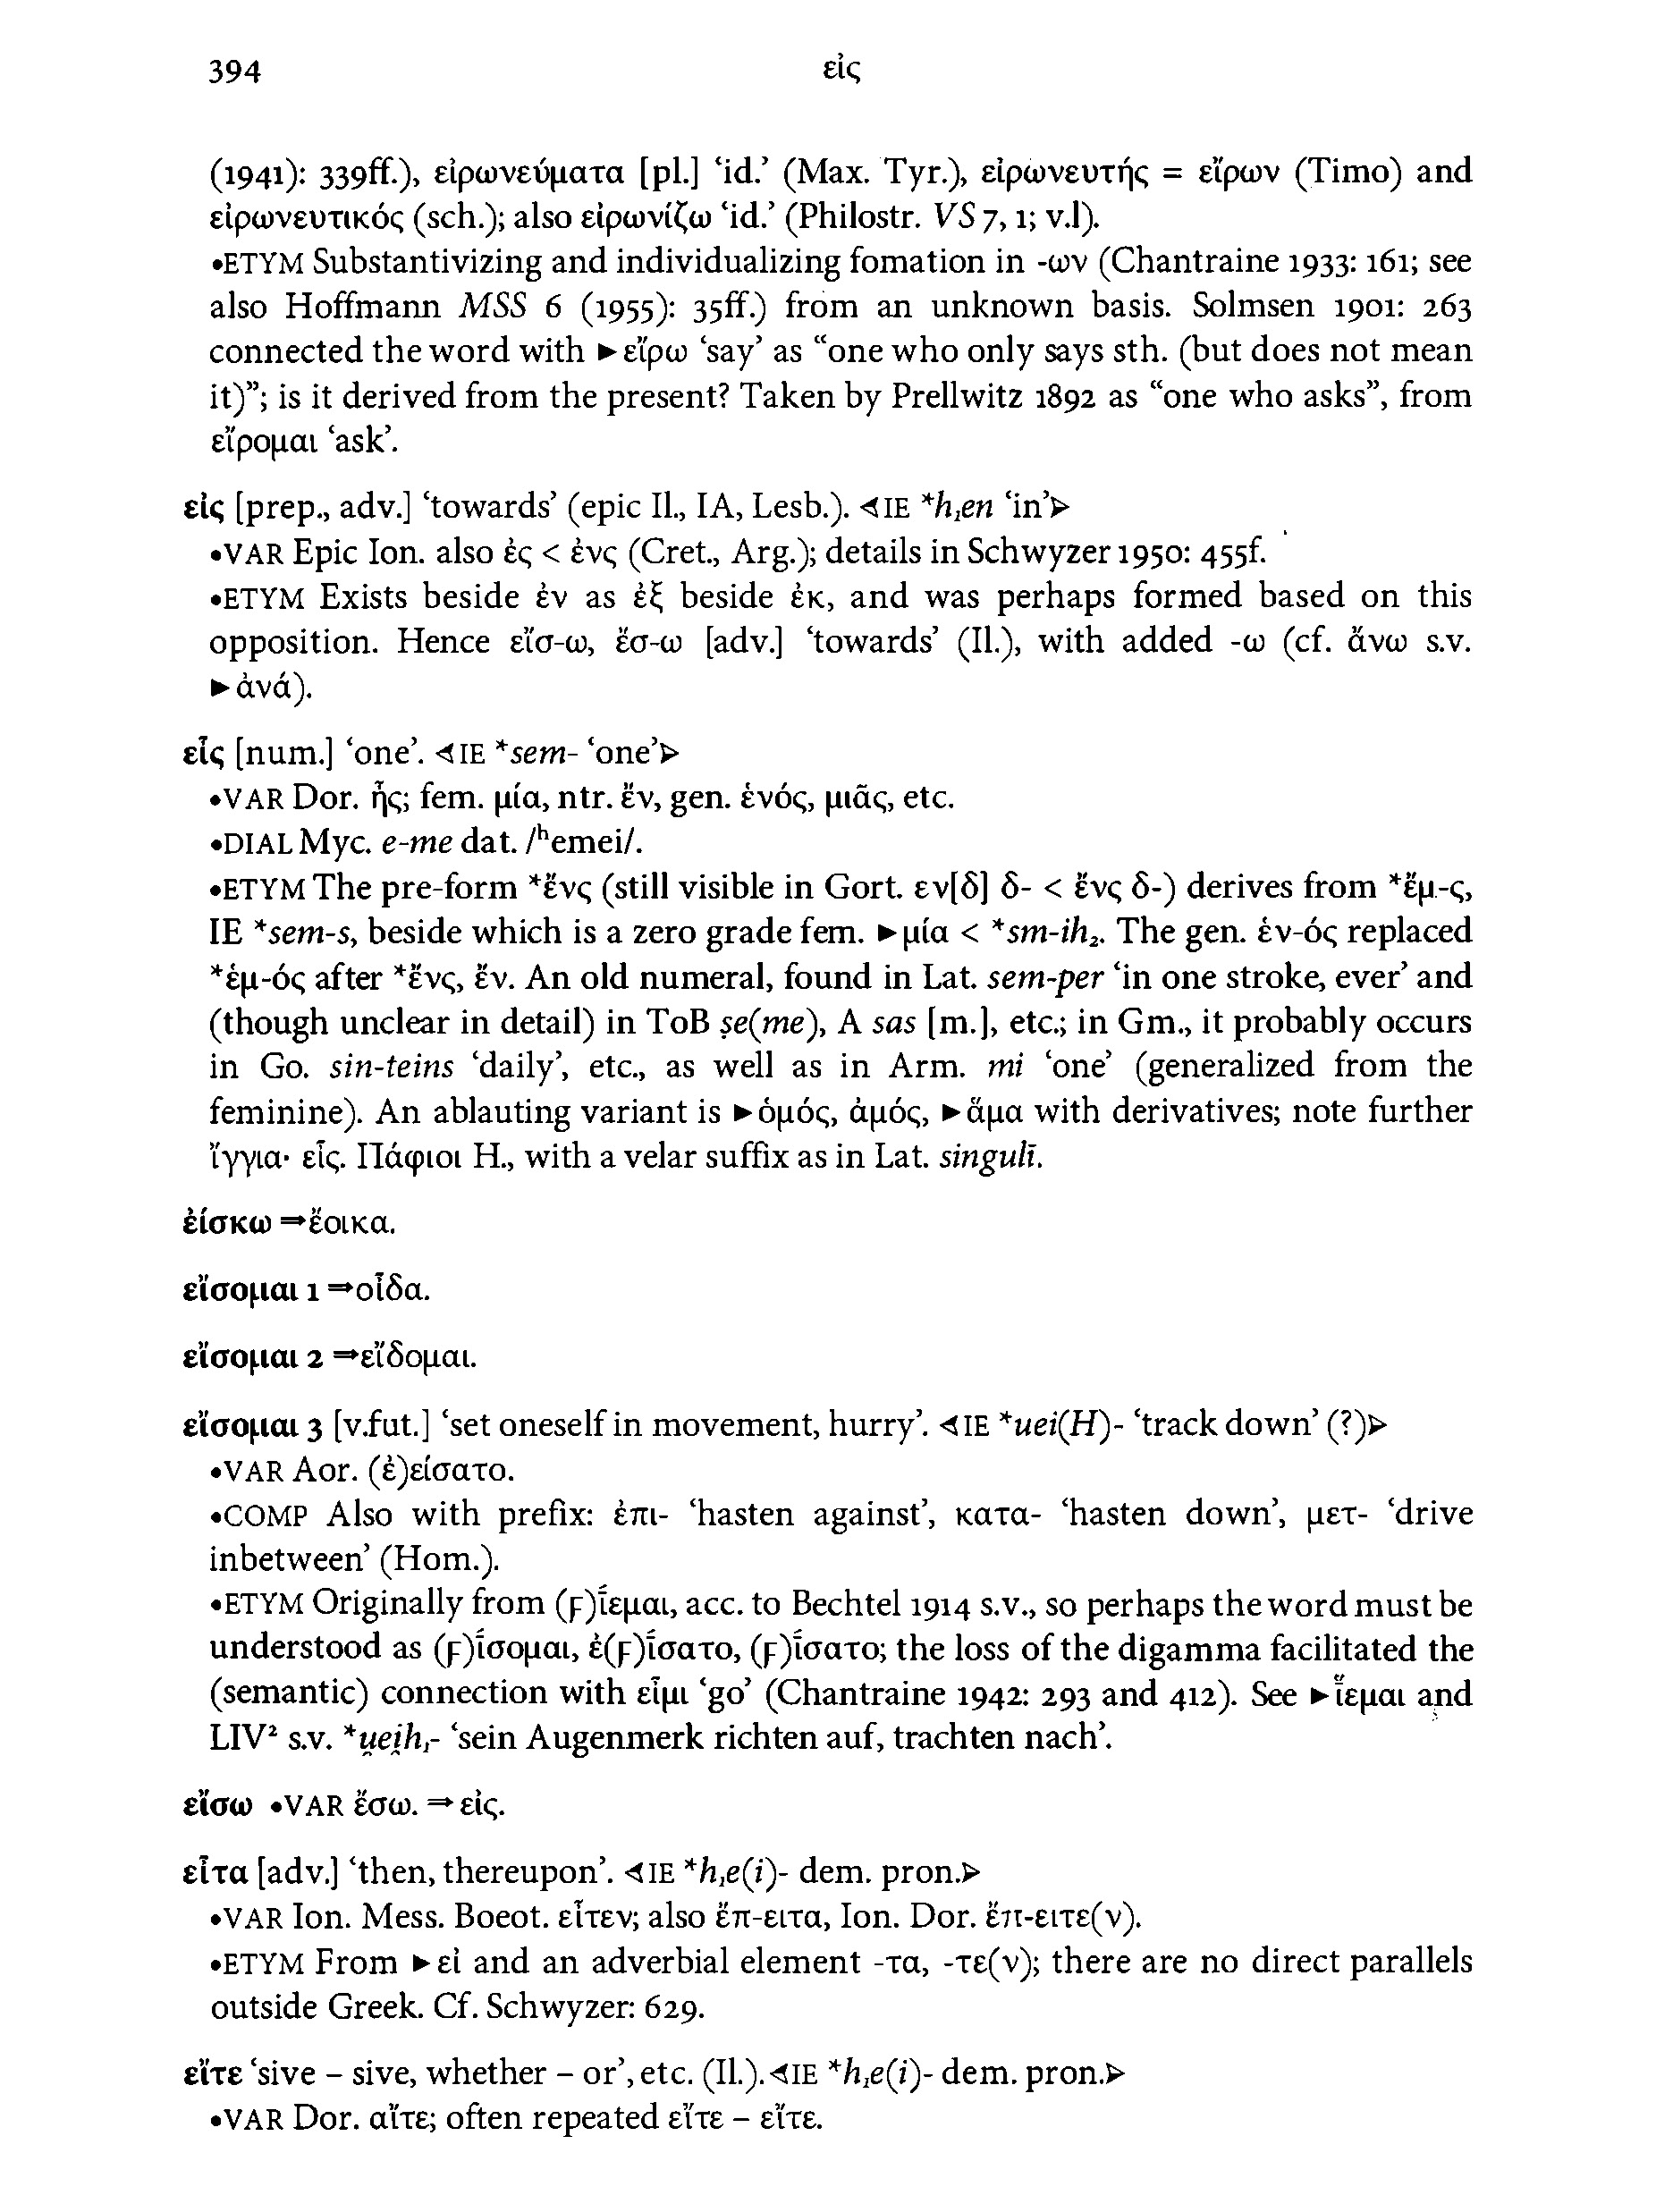 394 εἰς
(1941): 339ff.), εἰρωνεύματα [pl.] ‘id.’ (Max. Tyr.), εἰρωνευτής = εἴρων (Timo) and
εἰρωνευτικός (sch.); also εἰρωνίζω ‘id.’ (Philostr. VS 7, 1; v.l).
•ETYM Substantivizing and individualizing fomation in -ων (Chantraine 1933: 161; see
also Hoffmann MSS 6 (1955): 35ff.) from an unknown basis. Solmsen 1901: 263
connected the word with ►εἴρω ‘say’ as “one who only says sth. (but does not mean
it)”; is it derived from the present? Taken by Prellwitz 1892 as “one who asks”, from
εἴρομαι ‘ask’.
εἰς [prep., adv.] ‘towards’ (epic Il., IA, Lesb.). ⊲IE *h₁en ‘in’⊳
•VAR Epic Ion. also ἐς < ἐνς (Cret., Arg.); details in Schwyzer 1950: 455f.
•ETYM Exists beside ἐν as ἐξ beside ἐκ, and was perhaps formed based on this
opposition. Hence εἴσ-ω, ἔσ-ω [adv.] ‘towards’ (Il.), with added -ω (cf. ἄνω s.v.
►ἀνά).
εἷς [num.] ‘one’. ⊲IE *sem- ‘one’⊳
•VAR Dor. ἧς; fem. μία, ntr. ἕν, gen. ἑνός, μιᾶς, etc.
•DIAL Myc. e-me dat. /ʰemei/.
•ETYM The pre-form *ἕνς (still visible in Gort. εν[δ] δ- < ἕνς δ-) derives from *ἕμ-ς,
IE *sem-s, beside which is a zero grade fem. ►μία < *sm-ih₂. The gen. ἑν-ός replaced
*ἑμ-ός after *ἕνς, ἕν. An old numeral, found in Lat. sem-per ‘in one stroke, ever’ and
(though unclear in detail) in ToB ṣe(me), A sas [m.], etc.; in Gm., it probably occurs
in Go. sin-teins ‘daily’, etc., as well as in Arm. mi ‘one’ (generalized from the
feminine). An ablauting variant is ►ὁμός, ἁμός, ►ἅμα with derivatives; note further
ἴγγια· εἷς. Πάφιοι H., with a velar suffix as in Lat. singulī.
ἐίσκω ⇒ἔοικα.
εἴσομαι 1 ⇒οἶδα.
εἴσομαι 2 ⇒εἴδομαι.
εἴσομαι 3 [v.fut.] ‘set oneself in movement, hurry’. ⊲IE *uei(H)- ‘track down’ (?)⊳
•VAR Aor. (ἐ)είσατο.
•COMP Also with prefix: ἐπι- ‘hasten against’, κατα- ‘hasten down’, μετ- ‘drive
inbetween’ (Hom.).
•ETYM Originally from (ϝ)ί̄εμαι, acc. to Bechtel 1914 s.v., so perhaps the word must be
understood as (ϝ)ί̄σομαι, ἐ(ϝ)ί̄σατο, (ϝ)ί̄σατο; the loss of the digamma facilitated the
(semantic) connection with εἶμι ‘go’ (Chantraine 1942: 293 and 412). See ►ἵ̄εμαι and
LIV² s.v. *u̯ei̯h₁- ‘sein Augenmerk richten auf, trachten nach’.
εἴσω •VAR ἔσω. ⇒ εἰς.
εἶτα [adv.] ‘then, thereupon’. ⊲IE *h₁e(i)- dem. pron.⊳
•VAR Ion. Mess. Boeot. εἶτεν; also ἔπ-ειτα, Ion. Dor. ἔπ-ειτε(ν).
•ETYM From ►εἰ and an adverbial element -τα, -τε(ν); there are no direct parallels
outside Greek. Cf. Schwyzer: 629.
εἴτε ‘sive – sive, whether – or’, etc. (Il.).⊲IE *h₁e(i)- dem. pron.⊳
•VAR Dor. αἴτε; often repeated εἴτε – εἴτε.